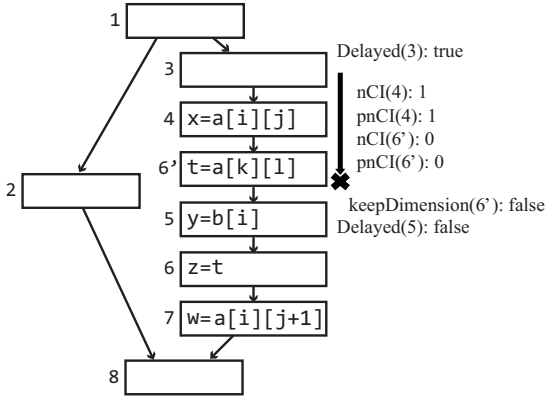 1
3
Delayed(3): true
nCI(4): 1
pnCI(4): 1
nCI(6’): 0
pnCI(6’): 0
4 x=a[i][j]
6’ t=a[k][l]
2
keepDimension(6’): false
5 y=b[i]
Delayed(5): false
6 z=t
7 w=a[i][j+1]
8